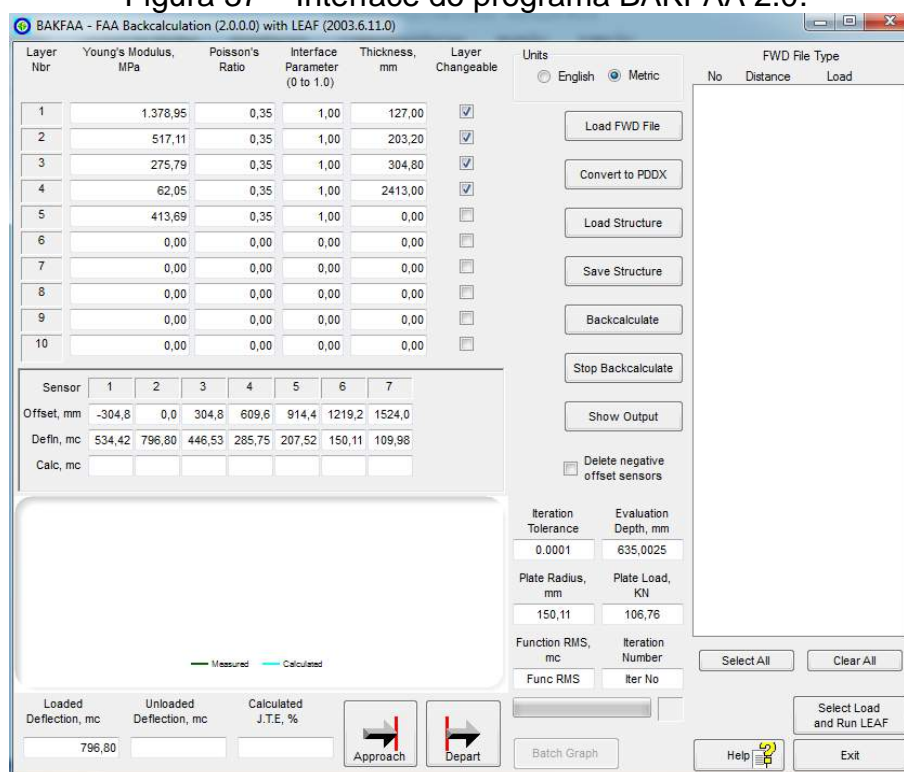 Figura 37 – Interface do programa BAKFAA 2.0.
BAKFAA - FAA Backcalculation (2.0.0.0) with LEAF (2003.6.11.0)
Layer Nbr Young's Modulus, MPa Poisson's Ratio Interface Parameter (0 to 1.0) Thickness, mm Layer Changeable
1 1.378,95 0,35 1,00 127,00
2 517,11 0,35 1,00 203,20
3 275,79 0,35 1,00 304,80
4 62,05 0,35 1,00 2413,00
5 413,69 0,35 1,00 0,00
6 0,00 0,00 0,00 0,00
7 0,00 0,00 0,00 0,00
8 0,00 0,00 0,00 0,00
9 0,00 0,00 0,00 0,00
10 0,00 0,00 0,00 0,00
Sensor 1 2 3 4 5 6 7
Offset, mm -304,8 0,0 304,8 609,6 914,4 1219,2 1524,0
Defln, mc 534,42 796,80 446,53 285,75 207,52 150,11 109,98
Calc, mc
Measured Calculated
Loaded Deflection, mc Unloaded Deflection, mc Calculated J.T.E, %
796,80
Approach Depart
Units
English Metric
Load FWD File
Convert to PDDX
Load Structure
Save Structure
Backcalculate
Stop Backcalculate
Show Output
Delete negative
offset sensors
Iteration Tolerance Evaluation Depth, mm
0.0001 635,0025
Plate Radius, mm Plate Load, KN
150,11 106,76
Function RMS, mc Iteration Number
Func RMS Iter No
Batch Graph
FWD File Type
No Distance Load
Select All Clear All
Select Load
and Run LEAF
Help Exit